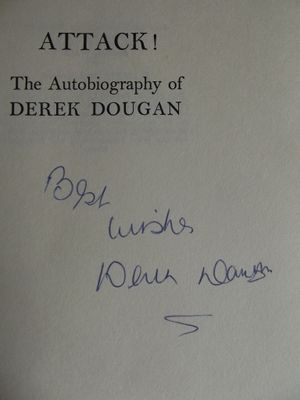 ATTACK!
The Autobiography of
DEREK DOUGAN
Best
wishes
Derek Dougan